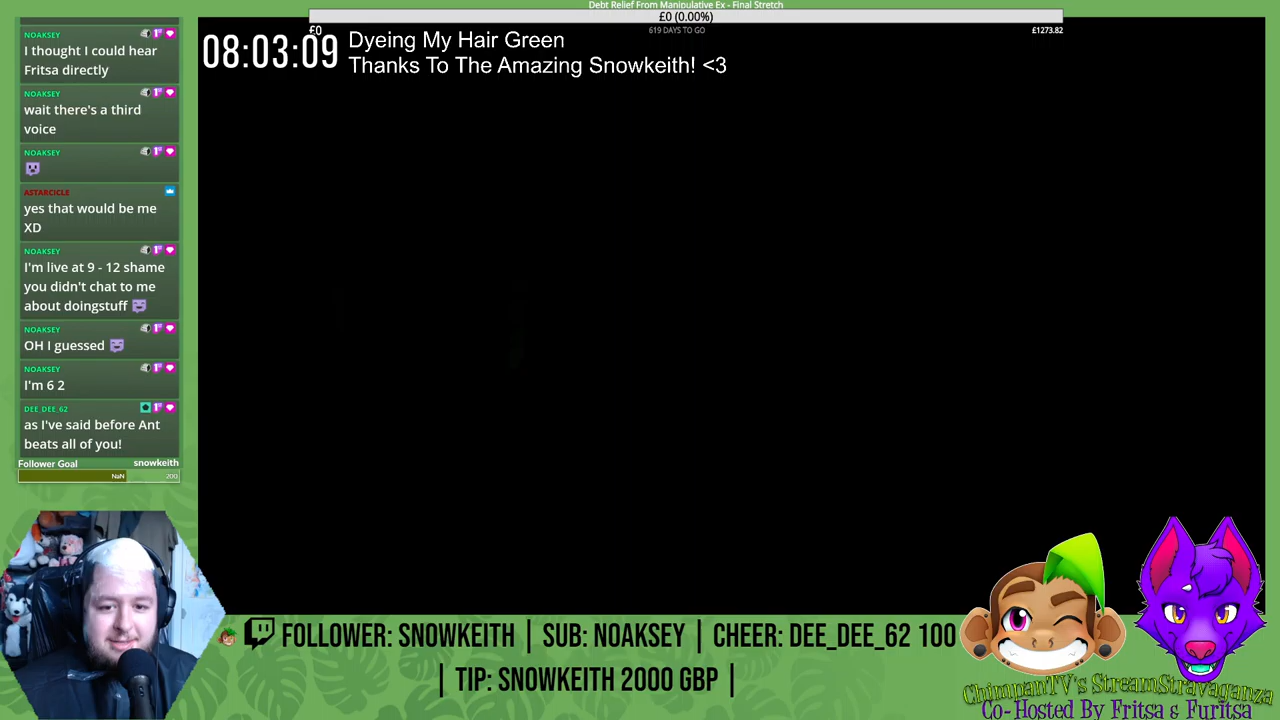 Debt Relief From Manipulative Ex - Final Stretch
£0 (0.00%)
£0
619 DAYS TO GO
£1273.82
08:03:09
Dyeing My Hair Green
Thanks To The Amazing Snowkeith! <3
NOAKSEY
I thought I could hear
Fritsa directly
NOAKSEY
wait there's a third
voice
NOAKSEY
ASTARCICLE
yes that would be me
XD
NOAKSEY
I'm live at 9 - 12 shame
you didn't chat to me
about doingstuff
NOAKSEY
OH I guessed
NOAKSEY
I'm 6 2
DEE_DEE_62
as I've said before Ant
beats all of you!
Follower Goal snowkeith
NaN 200
FOLLOWER: SNOWKEITH | SUB: NOAKSEY | CHEER: DEE_DEE_62 100
| TIP: SNOWKEITH 2000 GBP |
ChimpanTV's StreamStravaganza
Co-Hosted By Fritsa & Furitsa